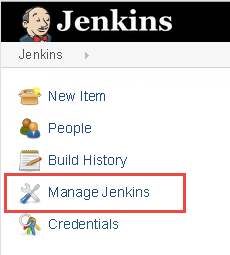 Jenkins
Jenkins
New Item
People
Build History
Manage Jenkins
Credentials